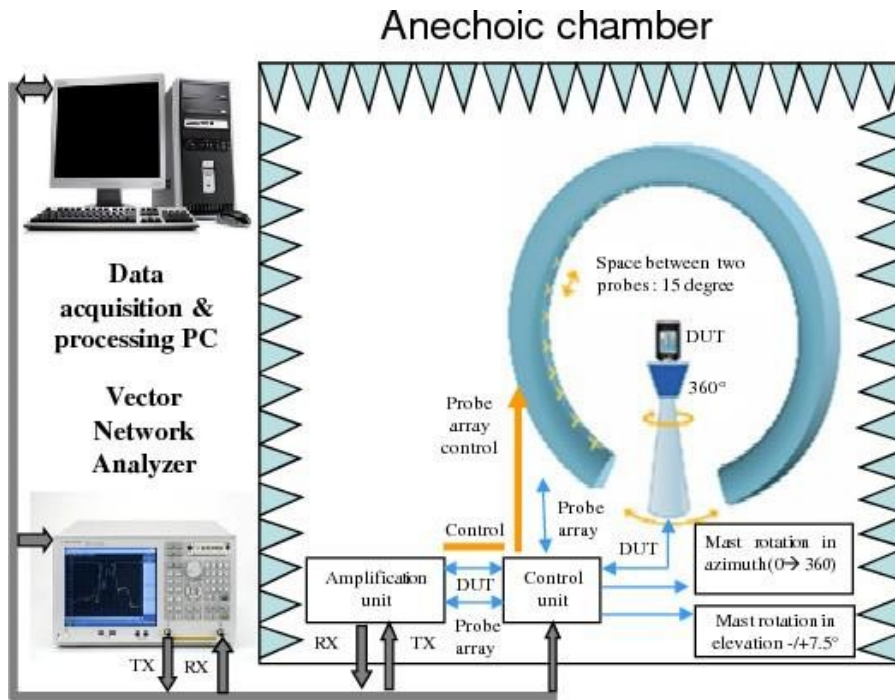 Anechoic chamber
Data
acquisition &
processing PC
Vector
Network
Analyzer
TX
RX
Space between two
probes : 15 degree
DUT
360°
Probe
array
control
Probe
array
Control
DUT
Amplification
unit
DUT
Probe
array
Control
unit
RX
TX
Mast rotation in
azimuth(0→ 360)
Mast rotation in
elevation -/+7.5°